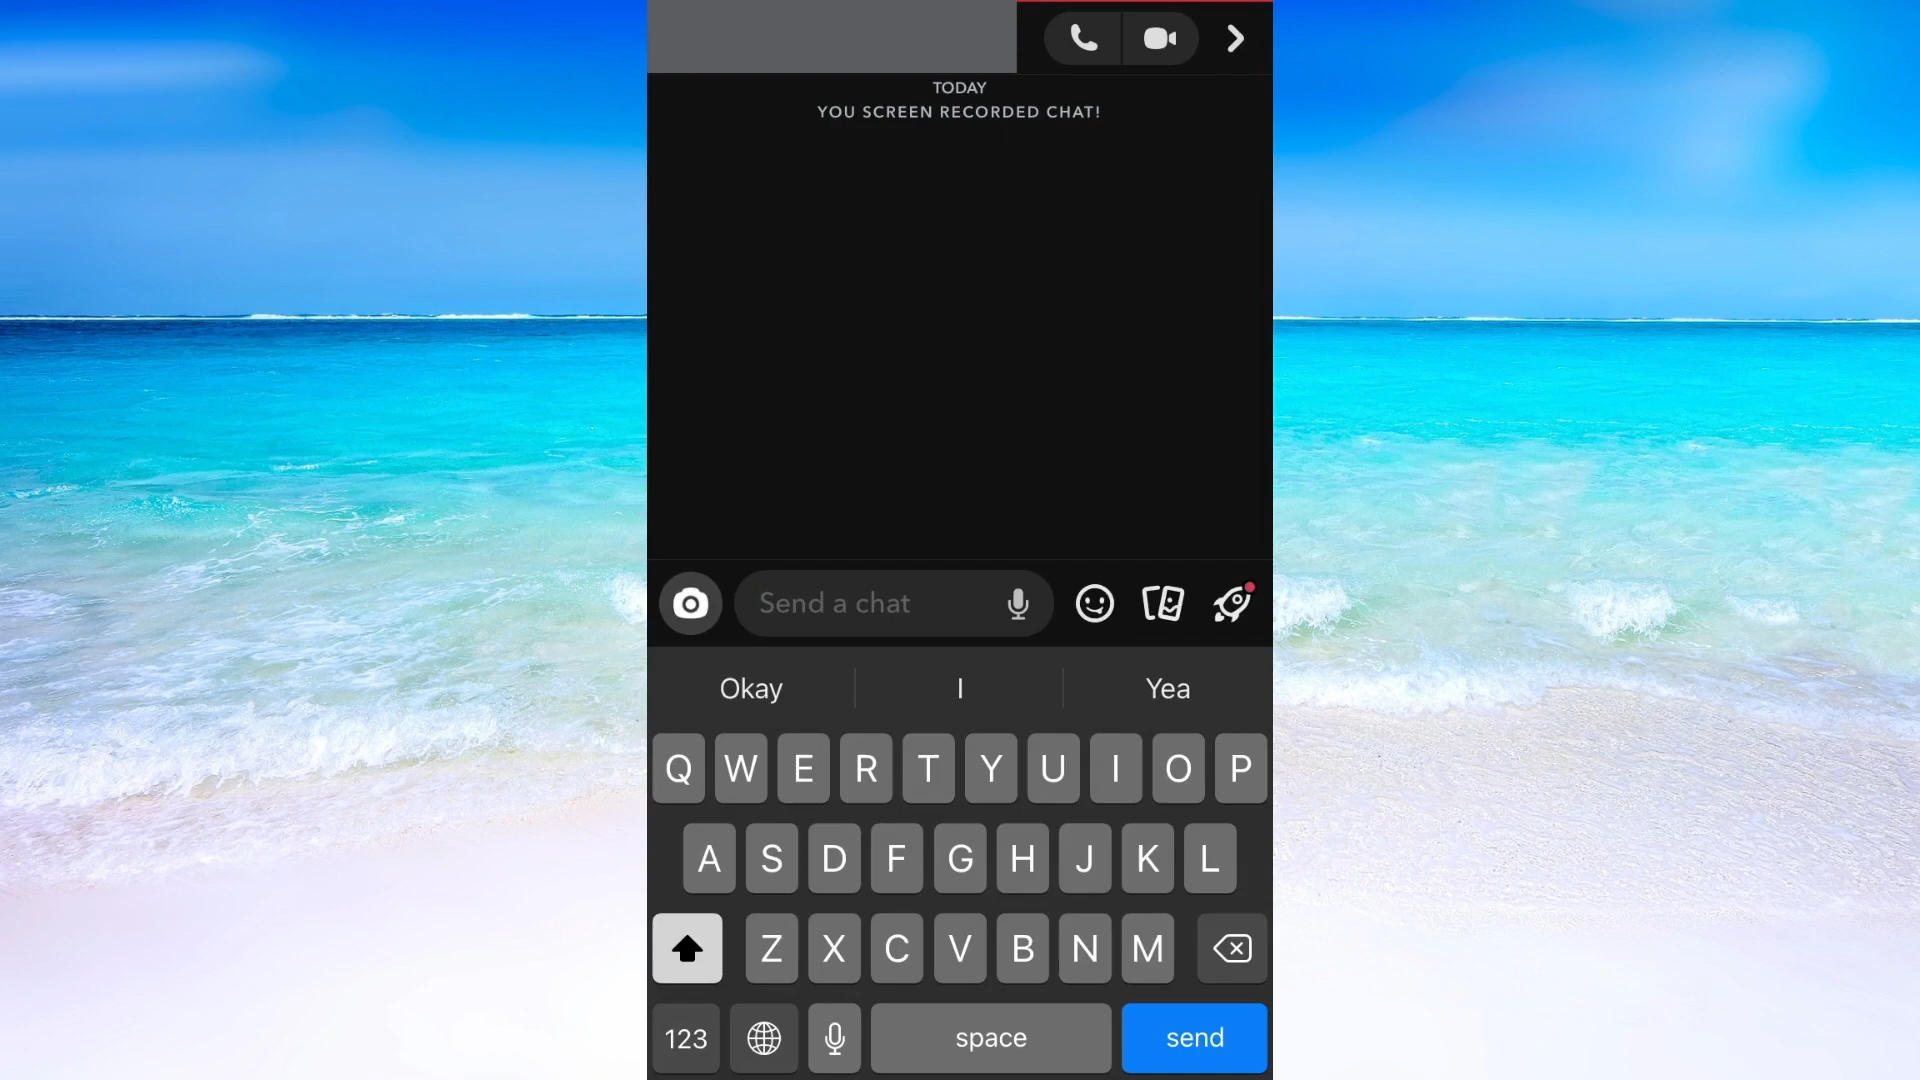 TODAY
YOU SCREEN RECORDED CHAT!
Send a chat
Okay I Yea
Q W E R T Y U I O P
A S D F G H J K L
Z X C V B N M
123 space send